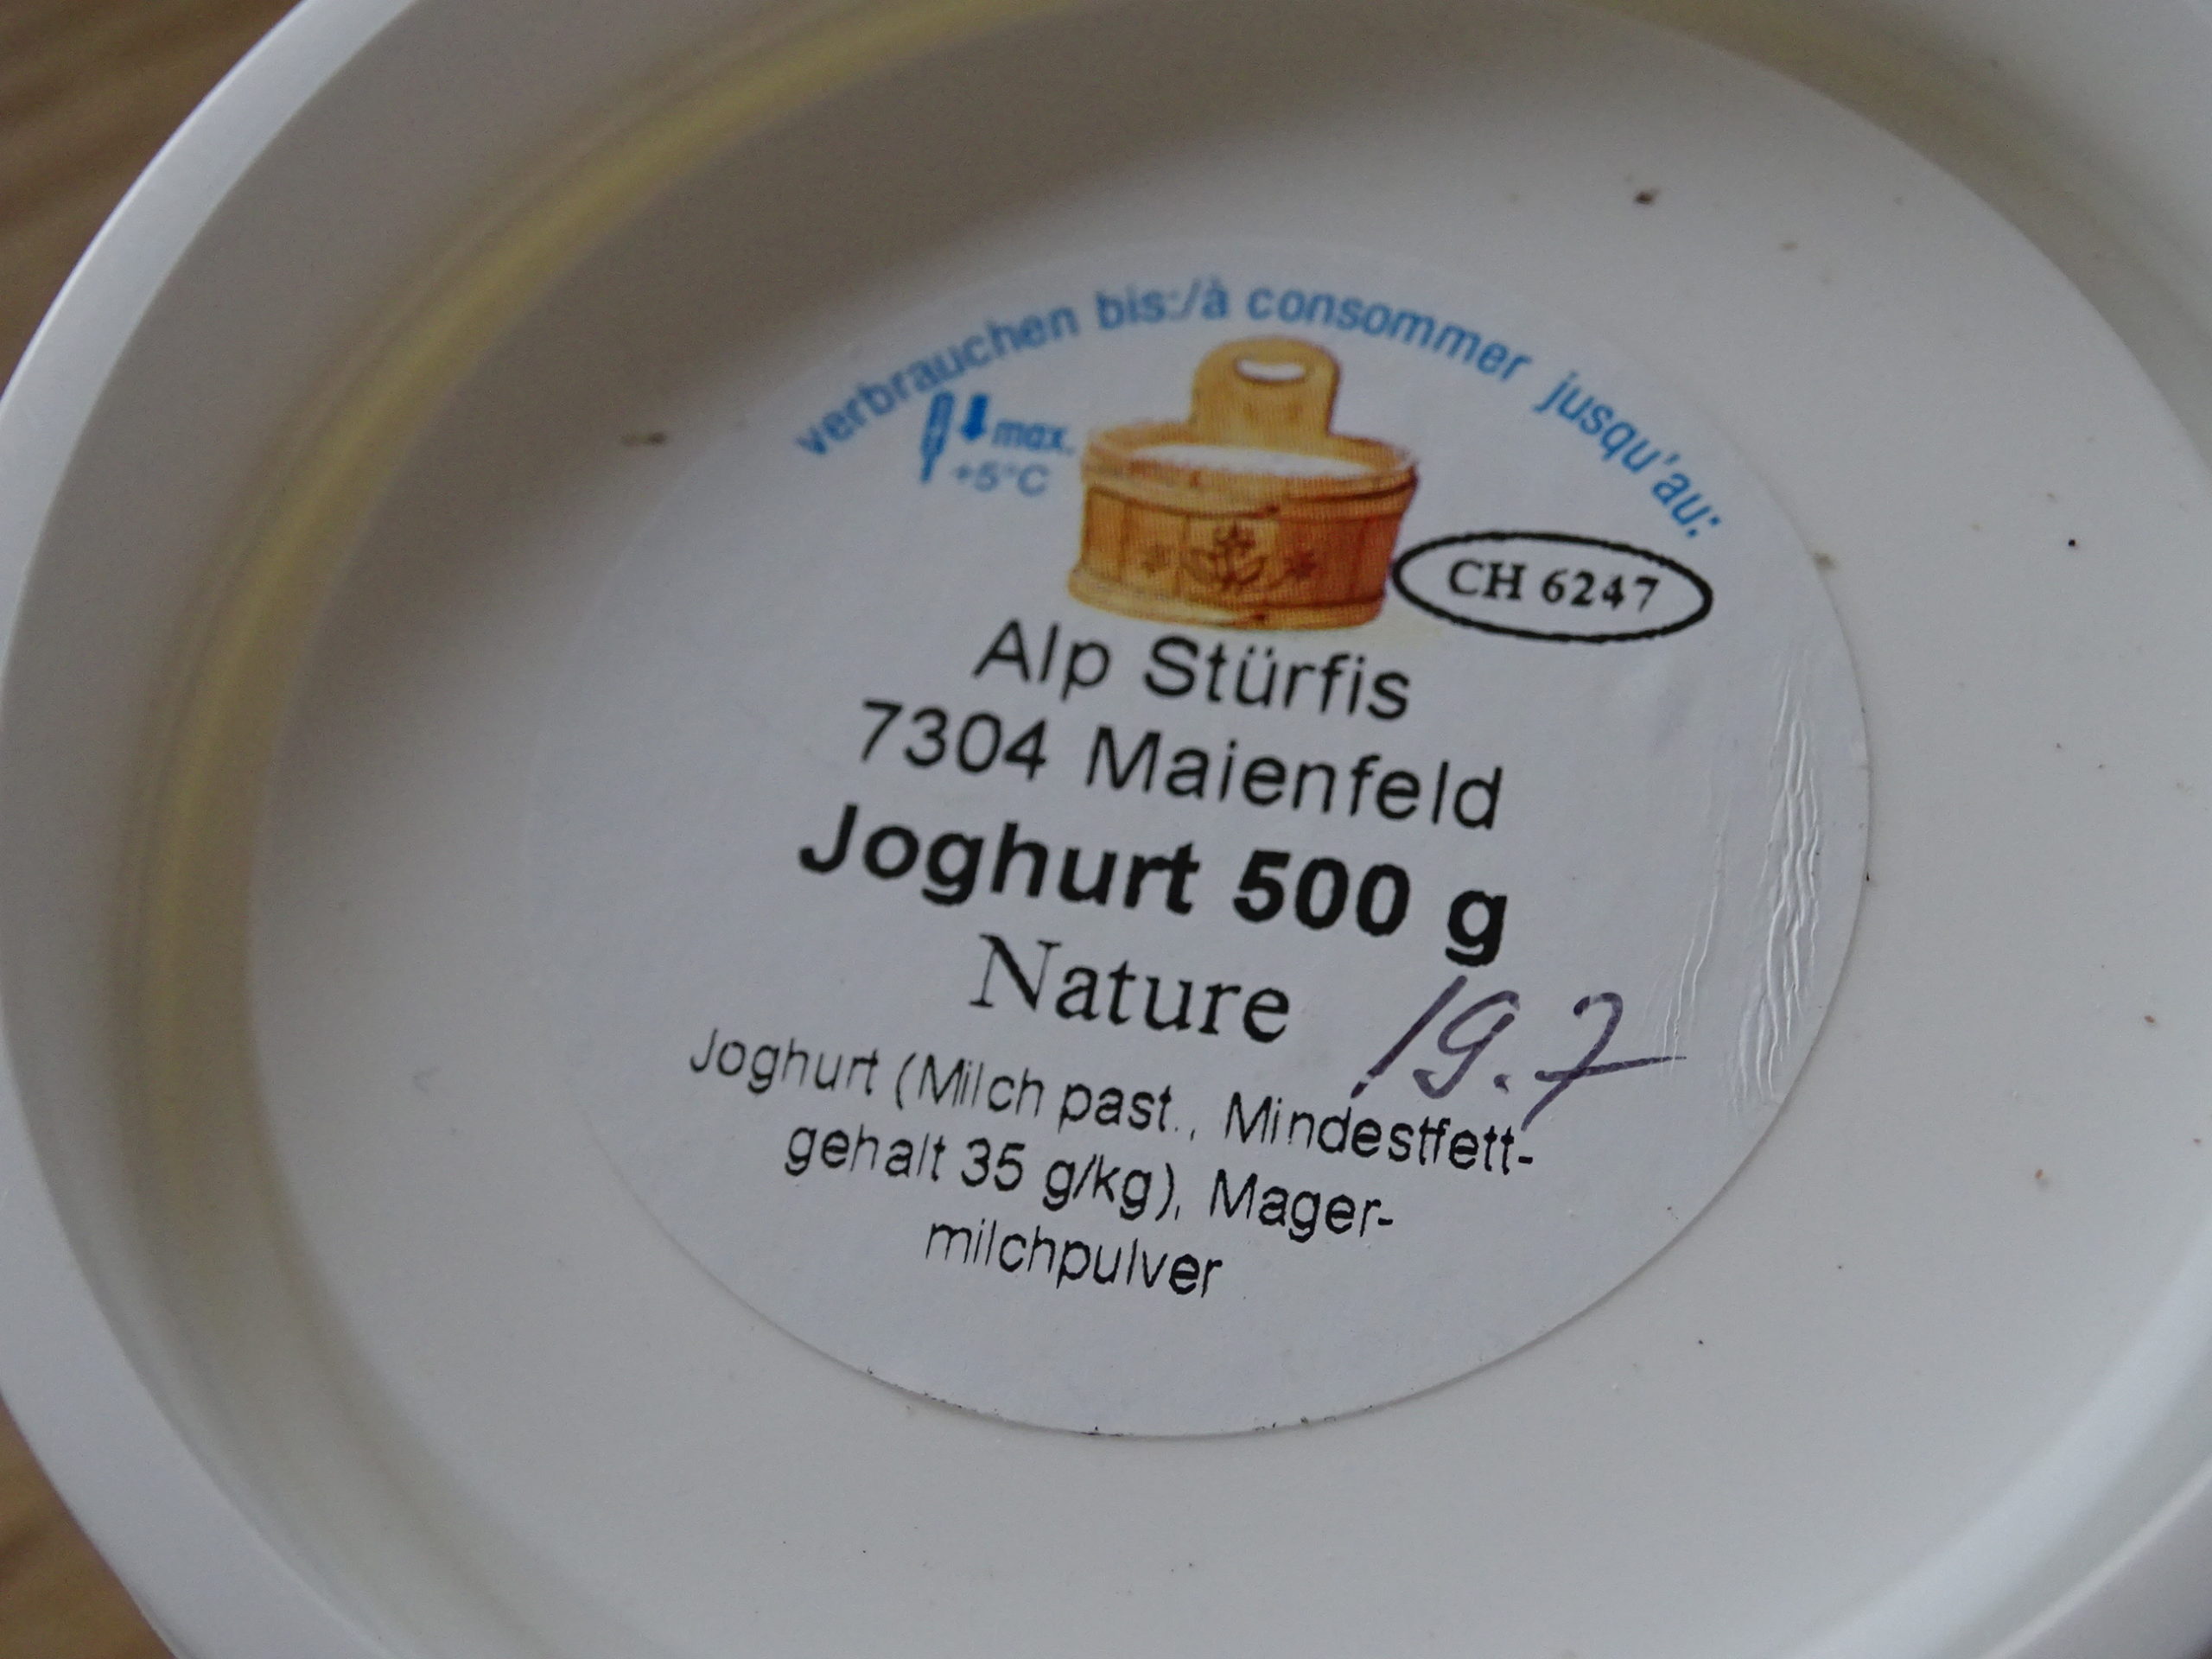 verbrauchen bis:/à consommer jusqu'au:
max.
+5°C
CH 6247
Alp Stürfis
7304 Maienfeld
Joghurt 500 g
Nature
19.7
Joghurt (Milch past., Mindestfett-
gehalt 35 g/kg), Mager-
milchpulver